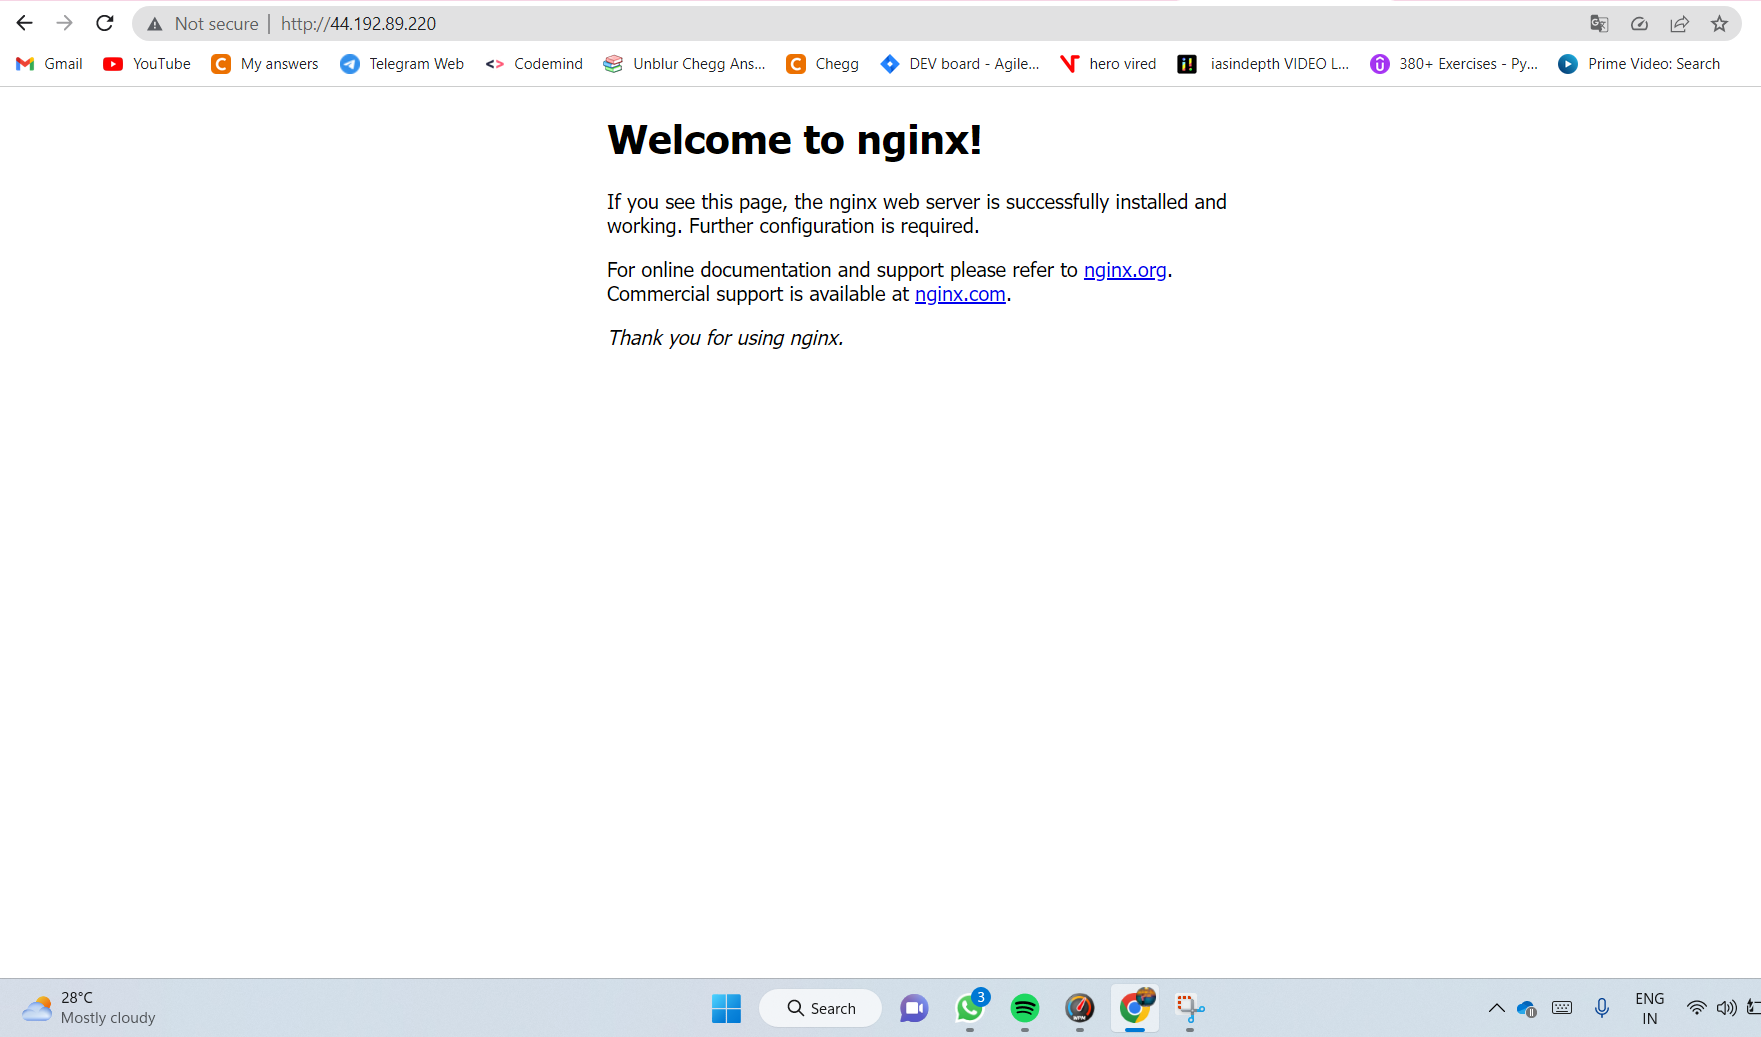 Not secure | http://44.192.89.220
Gmail YouTube C My answers Telegram Web <> Codemind Unblur Chegg Ans... C Chegg DEV board - Agile... hero vired i! iasindepth VIDEO L... 380+ Exercises - Py... Prime Video: Search
Welcome to nginx!
If you see this page, the nginx web server is successfully installed and
working. Further configuration is required.
For online documentation and support please refer to nginx.org.
Commercial support is available at nginx.com.
Thank you for using nginx.
28°C
Mostly cloudy
Search
3
WPM
ENG
IN